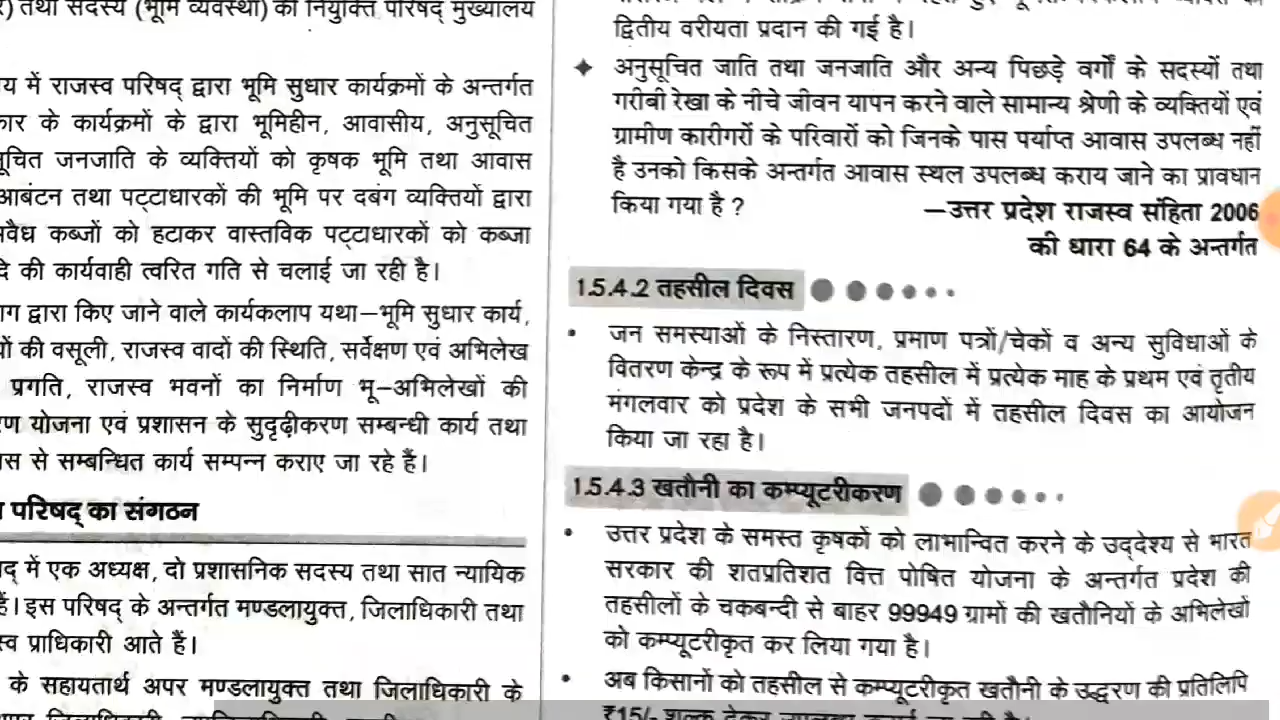 तथा सदस्य (भूमि व्यवस्था) की नियुक्ति परिषद् मुख्यालय
में राजस्व परिषद् द्वारा भूमि सुधार कार्यक्रमों के अन्तर्गत
के कार्यक्रमों के द्वारा भूमिहीन, आवासीय, अनुसूचित
जनजाति के व्यक्तियों को कृषक भूमि तथा आवास
आबंटन तथा पट्टाधारकों की भूमि पर दबंग व्यक्तियों द्वारा
कब्जों को हटाकर वास्तविक पट्टाधारकों को कब्जा
की कार्यवाही त्वरित गति से चलाई जा रही है।
द्वारा किए जाने वाले कार्यकलाप यथा–भूमि सुधार कार्य,
की वसूली, राजस्व वादों की स्थिति, सर्वेक्षण एवं अभिलेख
प्रगति, राजस्व भवनों का निर्माण भू–अभिलेखों की
योजना एवं प्रशासन के सुदृढ़ीकरण सम्बन्धी कार्य तथा
से सम्बन्धित कार्य सम्पन्न कराए जा रहे हैं।
परिषद् का संगठन
में एक अध्यक्ष, दो प्रशासनिक सदस्य तथा सात न्यायिक
हैं। इस परिषद् के अन्तर्गत मण्डलायुक्त, जिलाधिकारी तथा
प्राधिकारी आते हैं।
के सहायतार्थ अपर मण्डलायुक्त तथा जिलाधिकारी के
द्वितीय वरीयता प्रदान की गई है।
✦ अनुसूचित जाति तथा जनजाति और अन्य पिछड़े वर्गों के सदस्यों तथा
गरीबी रेखा के नीचे जीवन यापन करने वाले सामान्य श्रेणी के व्यक्तियों एवं
ग्रामीण कारीगरों के परिवारों को जिनके पास पर्याप्त आवास उपलब्ध नहीं
है उनको किसके अन्तर्गत आवास स्थल उपलब्ध कराय जाने का प्रावधान
किया गया है ? –उत्तर प्रदेश राजस्व संहिता 2006
की धारा 64 के अन्तर्गत
1.5.4.2 तहसील दिवस
• जन समस्याओं के निस्तारण, प्रमाण पत्रों/चेकों व अन्य सुविधाओं के
वितरण केन्द्र के रूप में प्रत्येक तहसील में प्रत्येक माह के प्रथम एवं तृतीय
मंगलवार को प्रदेश के सभी जनपदों में तहसील दिवस का आयोजन
किया जा रहा है।
1.5.4.3 खतौनी का कम्प्यूटरीकरण
• उत्तर प्रदेश के समस्त कृषकों को लाभान्वित करने के उद्देश्य से भारत
सरकार की शतप्रतिशत वित्त पोषित योजना के अन्तर्गत प्रदेश की
तहसीलों के चकबन्दी से बाहर 99949 ग्रामों की खतौनियों के अभिलेखों
को कम्प्यूटरीकृत कर लिया गया है।
• अब किसानों को तहसील से कम्प्यूटरीकृत खतौनी के उद्धरण की प्रतिलिपि
₹15/- शुल्क देकर